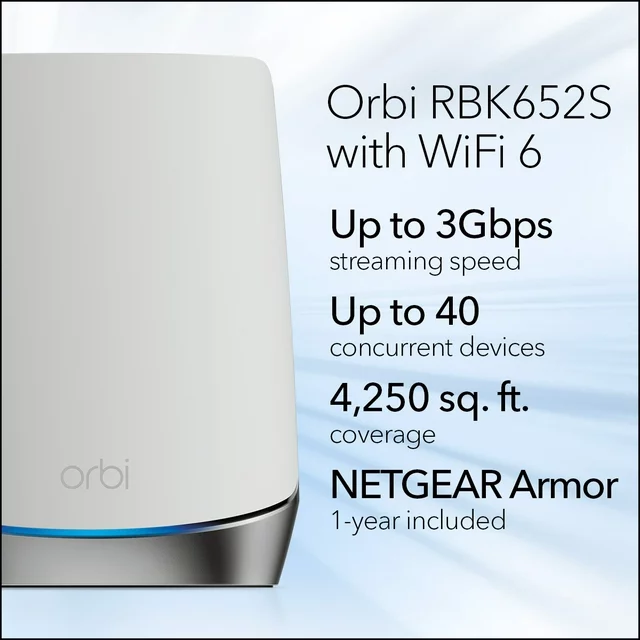 Orbi RBK652S
with WiFi 6
Up to 3Gbps
streaming speed
Up to 40
concurrent devices
4,250 sq. ft.
coverage
NETGEAR Armor
1-year included
orbi